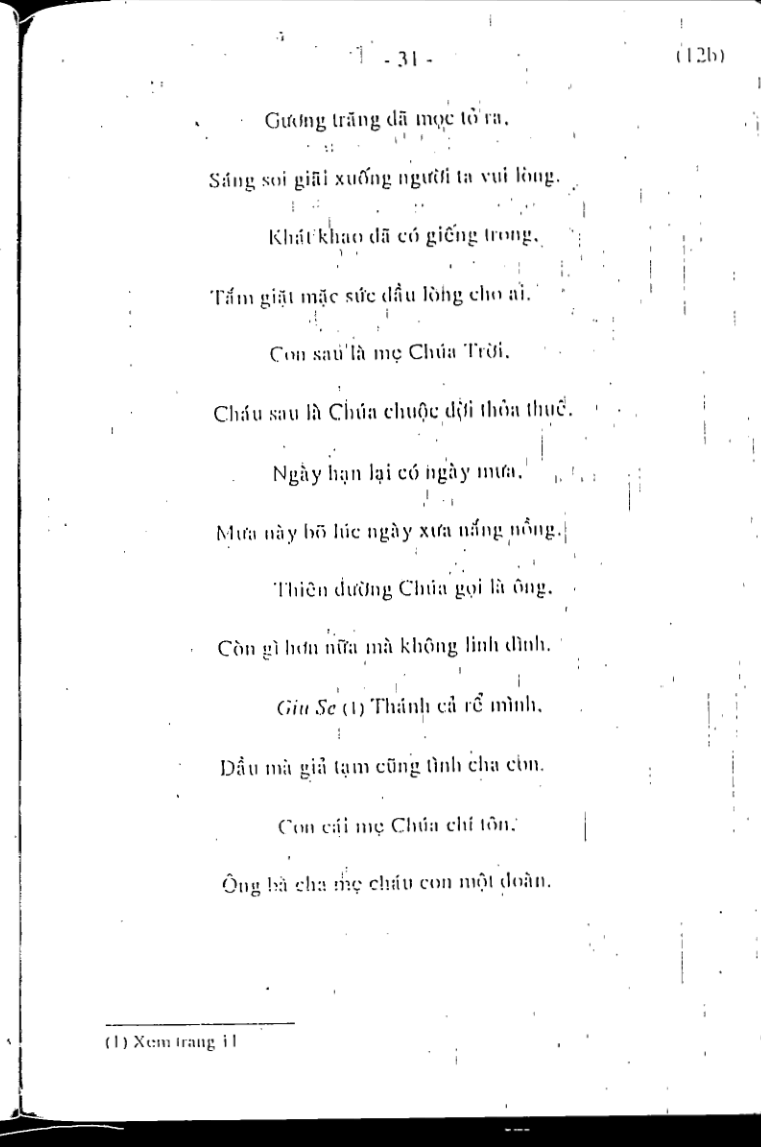 - 31 -
(12b)
Gương trăng đã mọc tỏ ra.
Sáng soi giãi xuống người ta vui lòng.
Khát khao đã có giếng trong.
Tắm giặt mặc sức dầu lòng cho ai.
Con sau là mẹ Chúa Trời.
Cháu sau là Chúa chuộc đời thỏa thuê.
Ngày hạn lại có ngày mưa.
Mưa này bõ lúc ngày xưa nắng nồng.
Thiên đường Chúa gọi là ông.
Còn gì hơn nữa mà không linh đình.
Giu Se (1) Thánh cả rể mình.
Dẫu mà giả tạm cũng tình cha con.
Con cái mẹ Chúa chí tôn.
Ông bà cha mẹ cháu con một đoàn.
(1) Xem trang 11